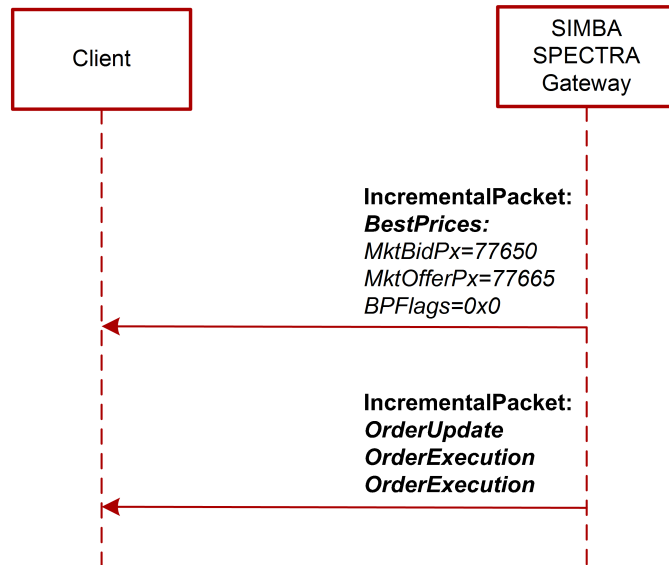 Client
SIMBA
SPECTRA
Gateway
IncrementalPacket:
BestPrices:
MktBidPx=77650
MktOfferPx=77665
BPFlags=0x0
IncrementalPacket:
OrderUpdate
OrderExecution
OrderExecution